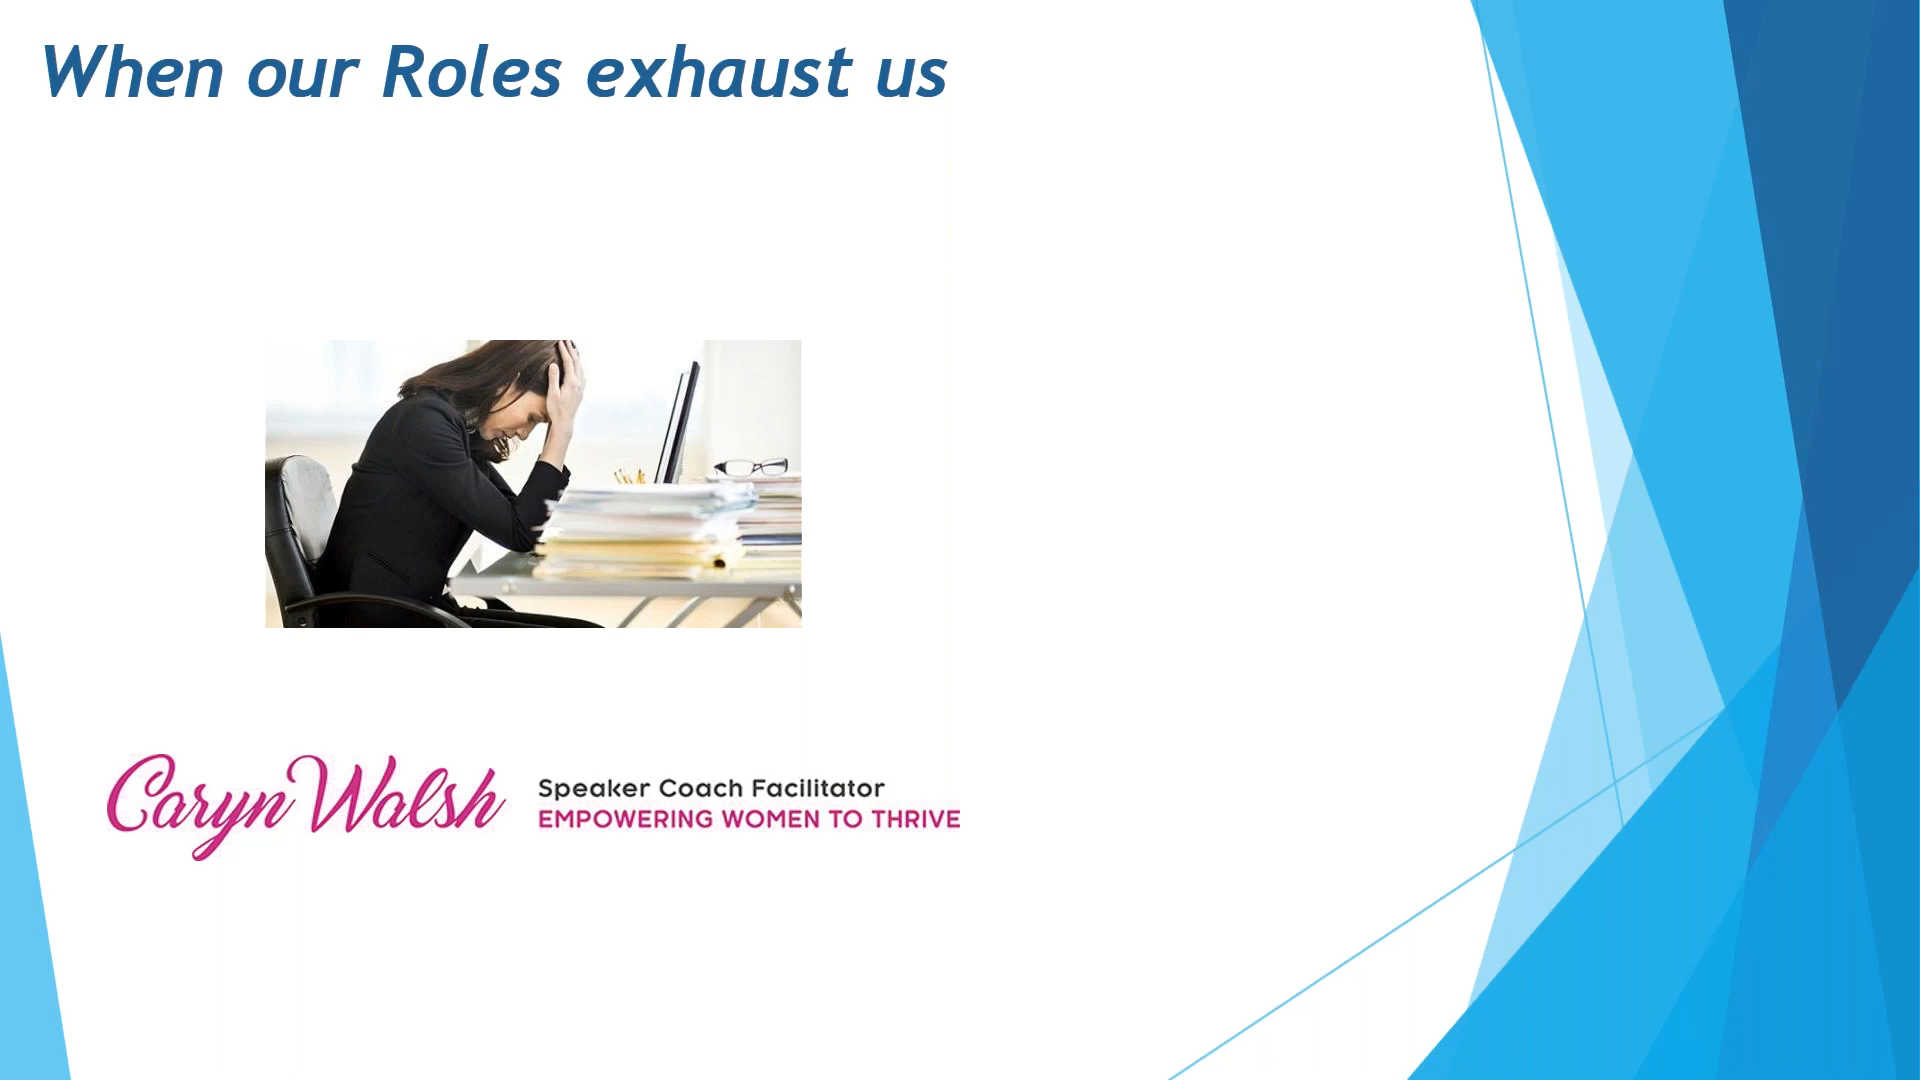 When our Roles exhaust us
Caryn Walsh
Speaker Coach Facilitator
EMPOWERING WOMEN TO THRIVE